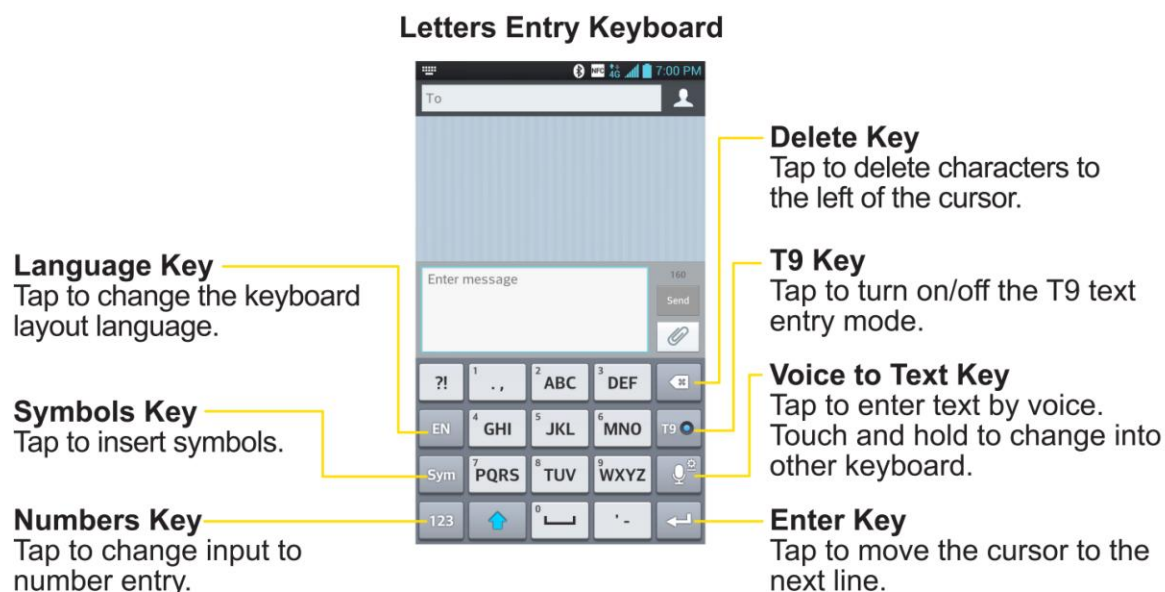 Letters Entry Keyboard
NFC 4G 7:00 PM
To
Delete Key
Tap to delete characters to
the left of the cursor.
Language Key
Tap to change the keyboard
layout language.
Enter message
160
Send
T9 Key
Tap to turn on/off the T9 text
entry mode.
Symbols Key
Tap to insert symbols.
?! 1 . , 2 ABC 3 DEF
EN 4 GHI 5 JKL 6 MNO T9
Sym 7 PQRS 8 TUV 9 WXYZ
123 0 ' -
Voice to Text Key
Tap to enter text by voice.
Touch and hold to change into
other keyboard.
Numbers Key
Tap to change input to
number entry.
Enter Key
Tap to move the cursor to the
next line.